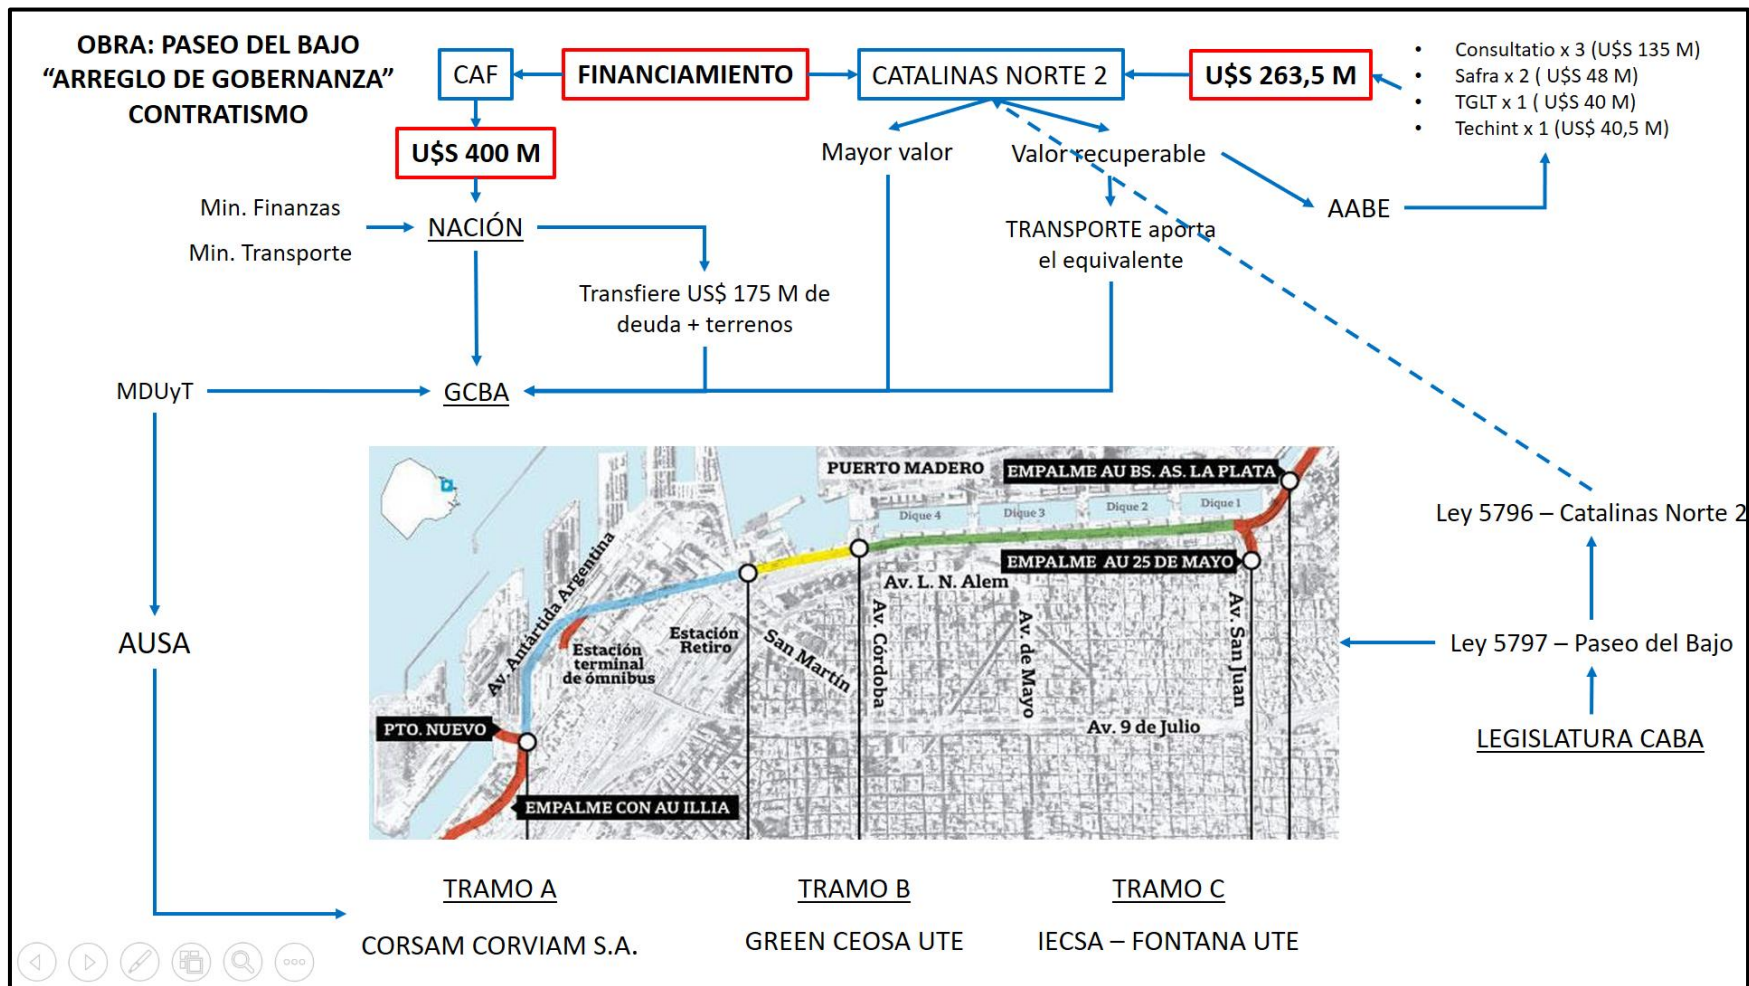 OBRA: PASEO DEL BAJO
“ARREGLO DE GOBERNANZA”
CONTRATISMO
CAF
FINANCIAMIENTO
CATALINAS NORTE 2
U$S 263,5 M
• Consultatio x 3 (U$S 135 M)
• Safra x 2 ( U$S 48 M)
• TGLT x 1 ( U$S 40 M)
• Techint x 1 (US$ 40,5 M)
U$S 400 M
Mayor valor
Valor recuperable
Min. Finanzas
Min. Transporte
NACIÓN
AABE
TRANSPORTE aporta
el equivalente
Transfiere US$ 175 M de
deuda + terrenos
MDUyT
GCBA
PUERTO MADERO
EMPALME AU BS. AS. LA PLATA
Dique 4
Dique 3
Dique 2
Dique 1
EMPALME AU 25 DE MAYO
Av. L. N. Alem
Av. Antártida Argentina
Estación
terminal
de ómnibus
Estación
Retiro
San Martín
Av. Córdoba
Av. de Mayo
Av. San Juan
Av. 9 de Julio
PTO. NUEVO
EMPALME CON AU ILLIA
Ley 5796 – Catalinas Norte 2
Ley 5797 – Paseo del Bajo
LEGISLATURA CABA
AUSA
TRAMO A
CORSAM CORVIAM S.A.
TRAMO B
GREEN CEOSA UTE
TRAMO C
IECSA – FONTANA UTE